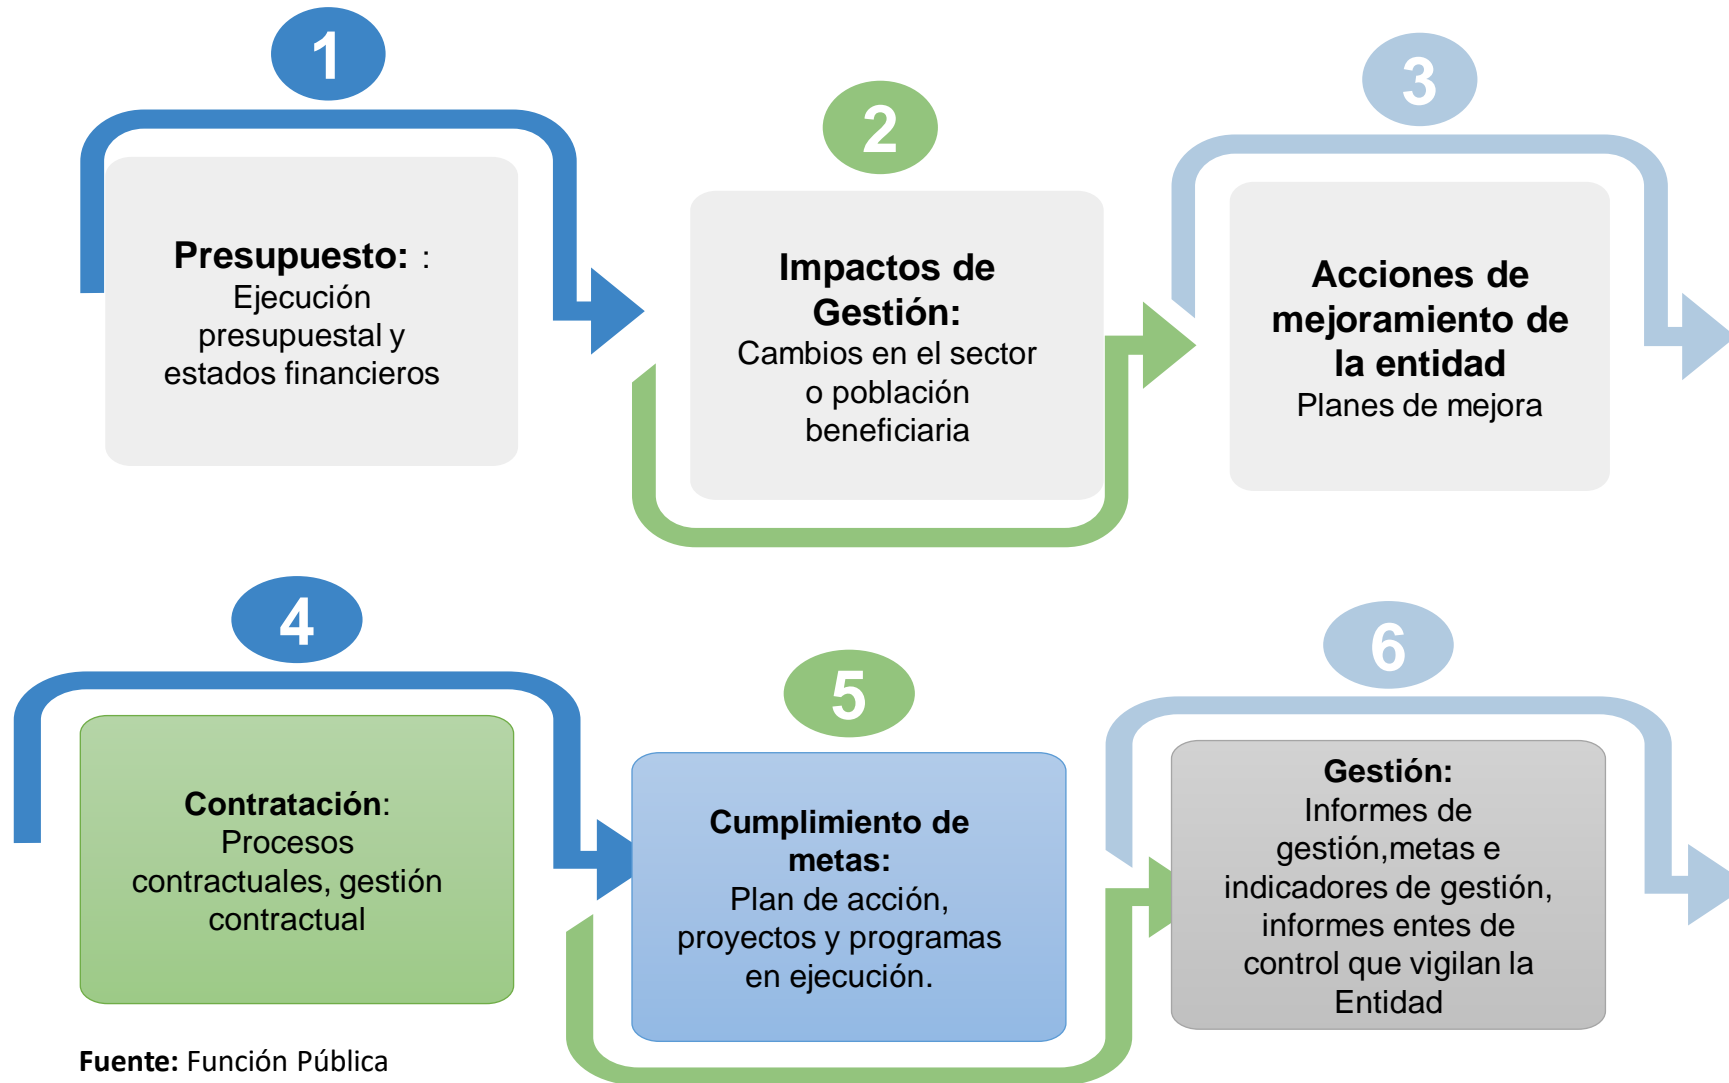 1
Presupuesto: :
Ejecución
presupuestal y
estados financieros
2
Impactos de
Gestión:
Cambios en el sector
o población
beneficiaria
3
Acciones de
mejoramiento de
la entidad
Planes de mejora
4
Contratación:
Procesos
contractuales, gestión
contractual
5
Cumplimiento de
metas:
Plan de acción,
proyectos y programas
en ejecución.
6
Gestión:
Informes de
gestión,metas e
indicadores de gestión,
informes entes de
control que vigilan la
Entidad
Fuente: Función Pública